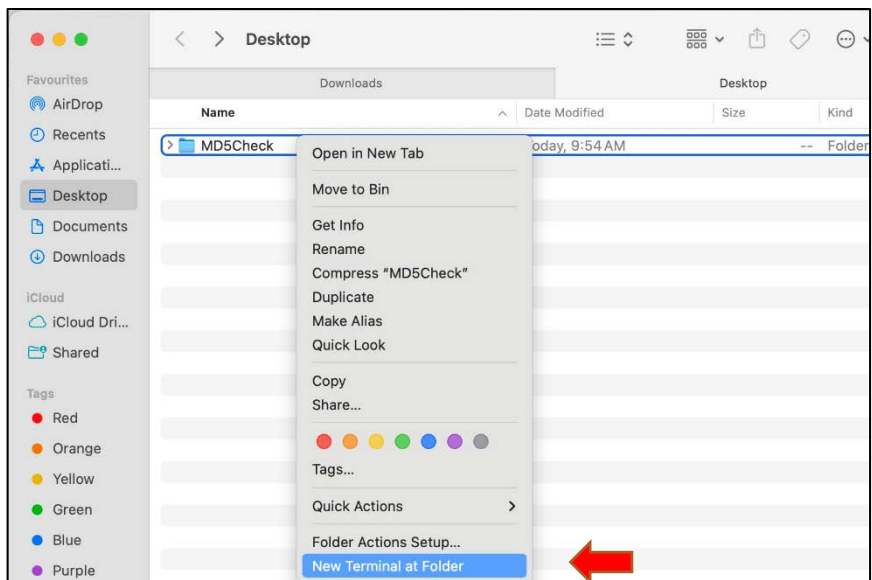 Desktop
Favourites
AirDrop
Recents
Applicati...
Desktop
Documents
Downloads
iCloud
iCloud Dri...
Shared
Tags
Red
Orange
Yellow
Green
Blue
Purple
Downloads
Desktop
Name
Date Modified
Size
Kind
MD5Check
oday, 9:54 AM
--
Folder
Open in New Tab
Move to Bin
Get Info
Rename
Compress “MD5Check”
Duplicate
Make Alias
Quick Look
Copy
Share...
Tags...
Quick Actions
Folder Actions Setup...
New Terminal at Folder